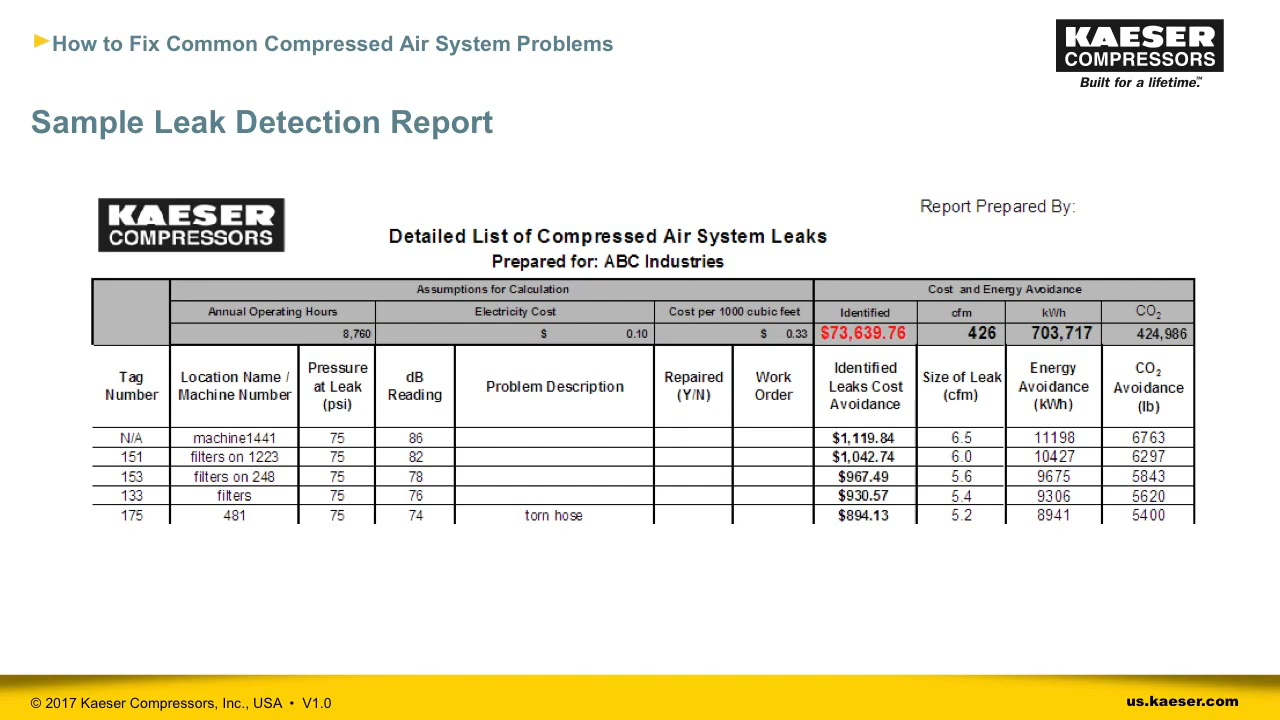 ►How to Fix Common Compressed Air System Problems
KAESER
COMPRESSORS
Built for a lifetime.™
Sample Leak Detection Report
KAESER
COMPRESSORS
Report Prepared By:
Detailed List of Compressed Air System Leaks
Prepared for: ABC Industries
Assumptions for Calculation Cost and Energy Avoidance
Annual Operating Hours Electricity Cost Cost per 1000 cubic feet Identified cfm kWh CO₂
8,760 $ 0.10 $ 0.33 $73,639.76 426 703,717 424,986
Tag Number Location Name / Machine Number Pressure at Leak (psi) dB Reading Problem Description Repaired (Y/N) Work Order Identified Leaks Cost Avoidance Size of Leak (cfm) Energy Avoidance (kWh) CO₂ Avoidance (lb)
N/A machine1441 75 86 $1,119.84 6.5 11198 6763
151 filters on 1223 75 82 $1,042.74 6.0 10427 6297
153 filters on 248 75 78 $967.49 5.6 9675 5843
133 filters 75 76 $930.57 5.4 9306 5620
175 481 75 74 torn hose $894.13 5.2 8941 5400
© 2017 Kaeser Compressors, Inc., USA • V1.0
us.kaeser.com